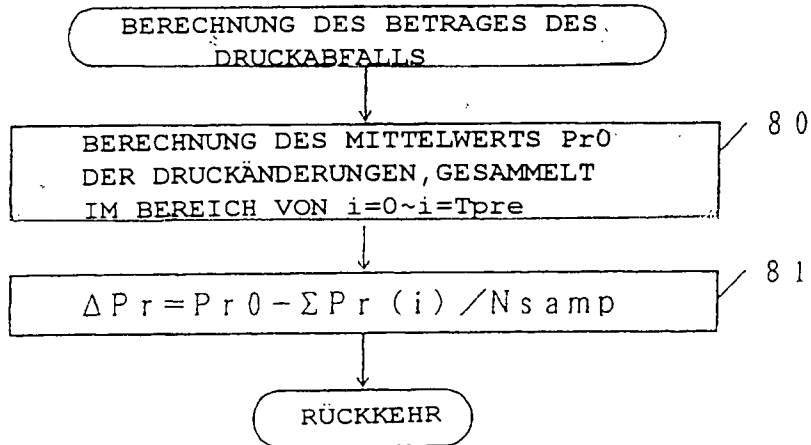 BERECHNUNG DES BETRAGES DES
DRUCKABFALLS
BERECHNUNG DES MITTELWERTS Pr0
DER DRUCKÄNDERUNGEN,GESAMMELT
IM BEREICH VON i=0~i=Tpre
80
ΔPr=Pr0-ΣPr(i)/Nsamp
81
RÜCKKEHR